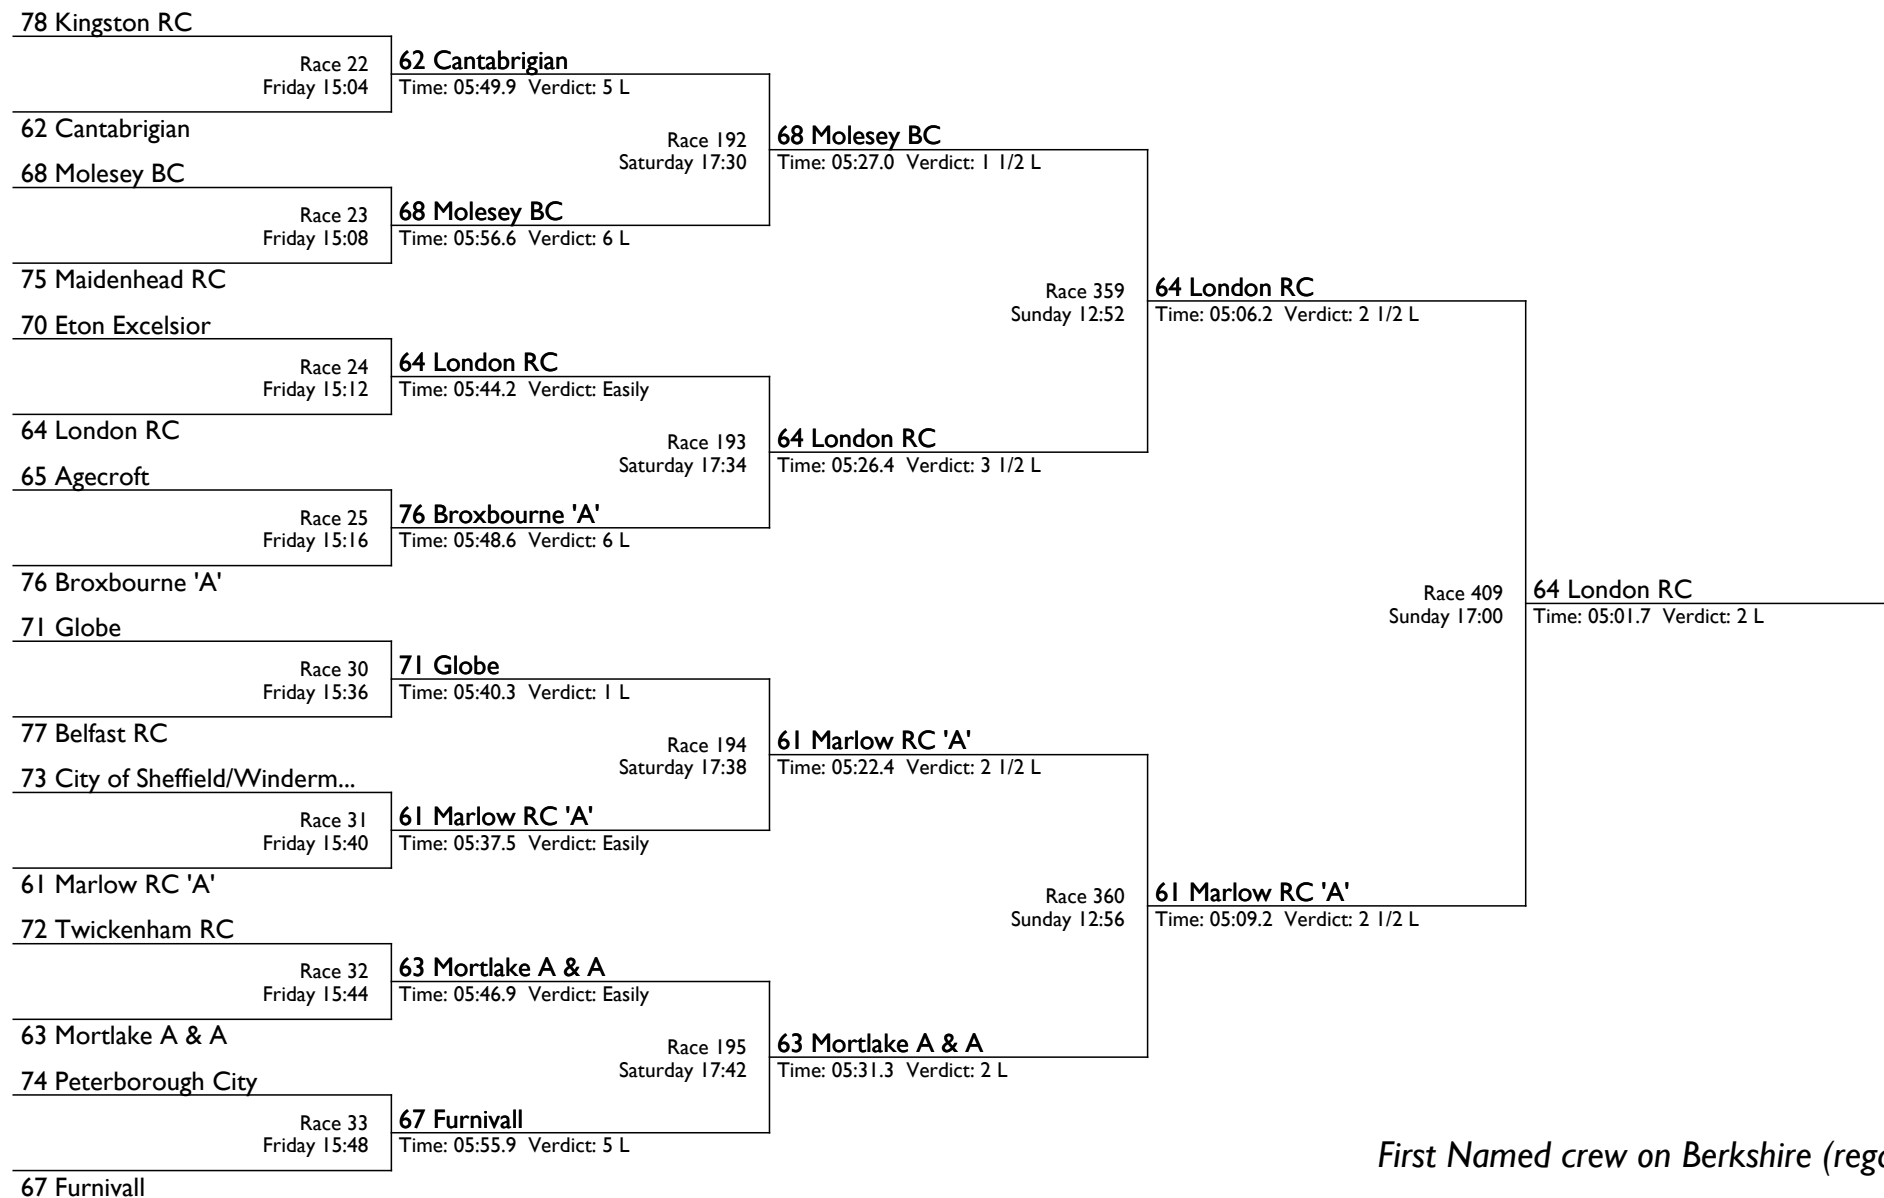 78 Kingston RC
Race 22
Friday 15:04
62 Cantabrigian
62 Cantabrigian
Time: 05:49.9 Verdict: 5 L
68 Molesey BC
Race 23
Friday 15:08
75 Maidenhead RC
68 Molesey BC
Time: 05:56.6 Verdict: 6 L
Race 192
Saturday 17:30
68 Molesey BC
Time: 05:27.0 Verdict: 1 1/2 L
70 Eton Excelsior
Race 24
Friday 15:12
64 London RC
64 London RC
Time: 05:44.2 Verdict: Easily
65 Agecroft
Race 25
Friday 15:16
76 Broxbourne 'A'
76 Broxbourne 'A'
Time: 05:48.6 Verdict: 6 L
Race 193
Saturday 17:34
64 London RC
Time: 05:26.4 Verdict: 3 1/2 L
Race 359
Sunday 12:52
64 London RC
Time: 05:06.2 Verdict: 2 1/2 L
71 Globe
Race 30
Friday 15:36
77 Belfast RC
71 Globe
Time: 05:40.3 Verdict: 1 L
73 City of Sheffield/Winderm...
Race 31
Friday 15:40
61 Marlow RC 'A'
61 Marlow RC 'A'
Time: 05:37.5 Verdict: Easily
Race 194
Saturday 17:38
61 Marlow RC 'A'
Time: 05:22.4 Verdict: 2 1/2 L
72 Twickenham RC
Race 32
Friday 15:44
63 Mortlake A & A
63 Mortlake A & A
Time: 05:46.9 Verdict: Easily
74 Peterborough City
Race 33
Friday 15:48
67 Furnivall
67 Furnivall
Time: 05:55.9 Verdict: 5 L
Race 195
Saturday 17:42
63 Mortlake A & A
Time: 05:31.3 Verdict: 2 L
Race 360
Sunday 12:56
61 Marlow RC 'A'
Time: 05:09.2 Verdict: 2 1/2 L
Race 409
Sunday 17:00
64 London RC
Time: 05:01.7 Verdict: 2 L
First Named crew on Berkshire